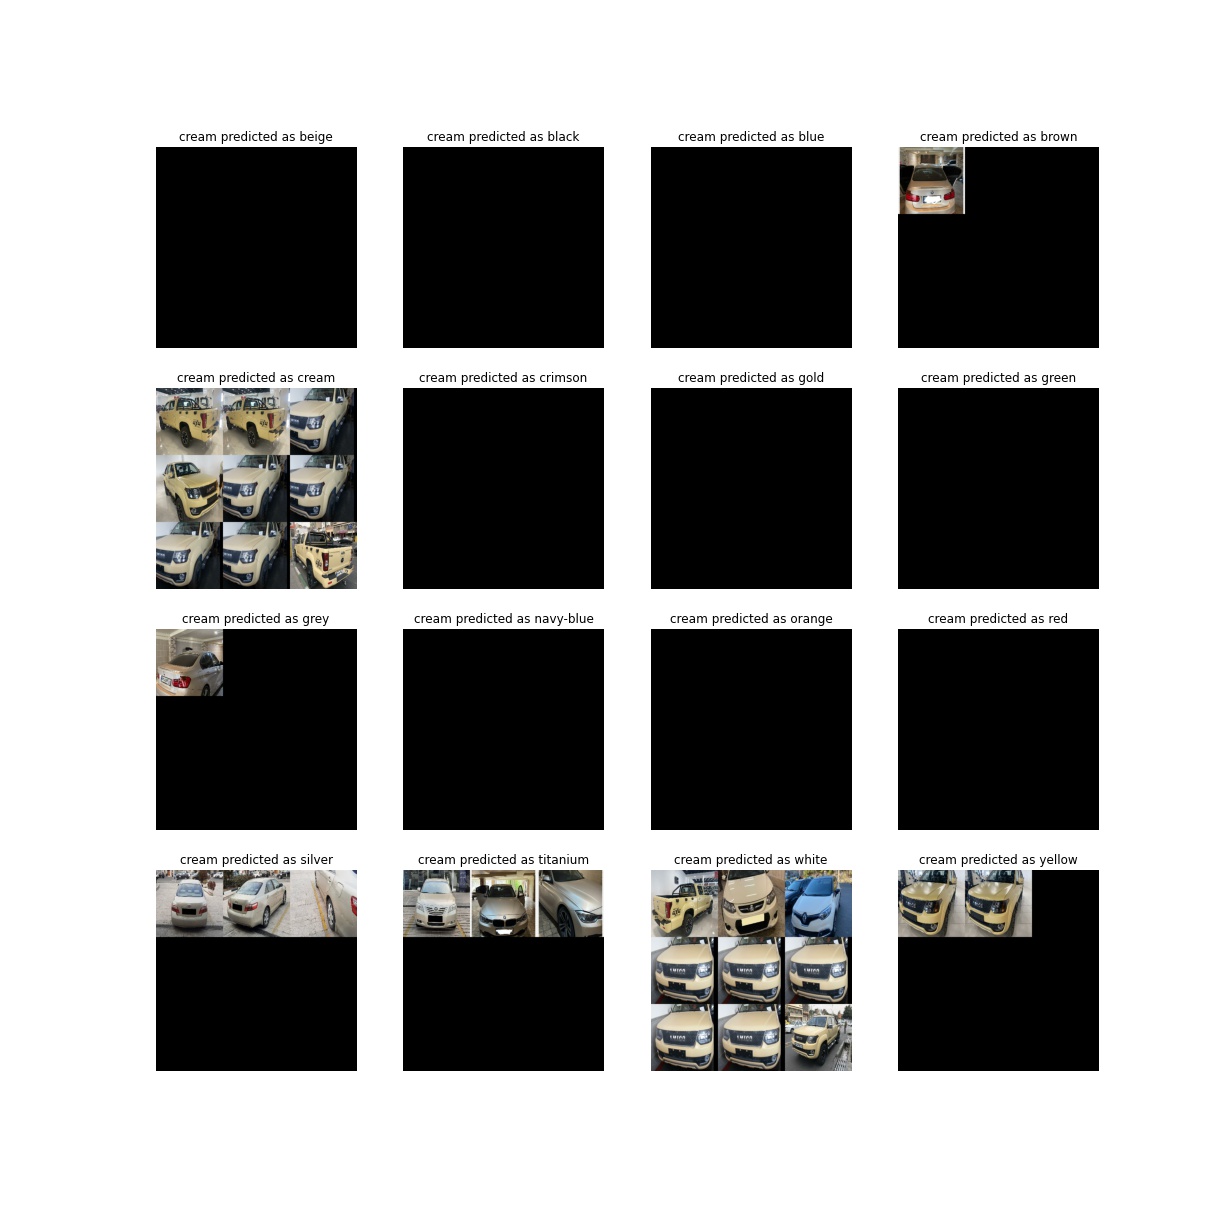 cream predicted as beige
cream predicted as black
cream predicted as blue
cream predicted as brown
cream predicted as cream
cream predicted as crimson
cream predicted as gold
cream predicted as green
cream predicted as grey
cream predicted as navy-blue
cream predicted as orange
cream predicted as red
cream predicted as silver
cream predicted as titanium
cream predicted as white
cream predicted as yellow